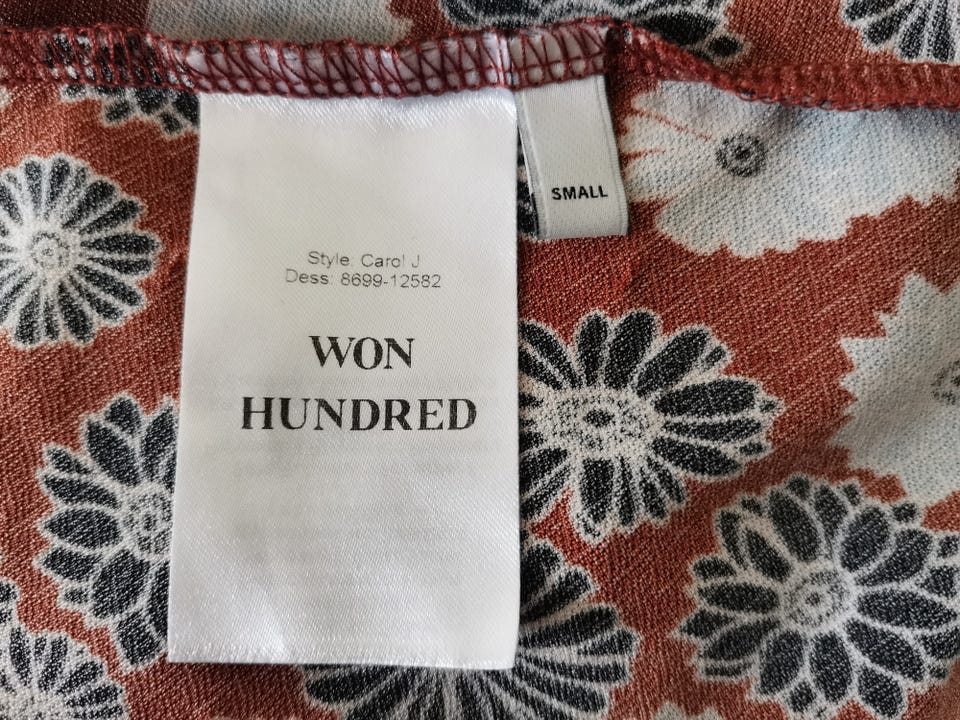 SMALL
Style: Carol J
Dess: 8699-12582
WON
HUNDRED